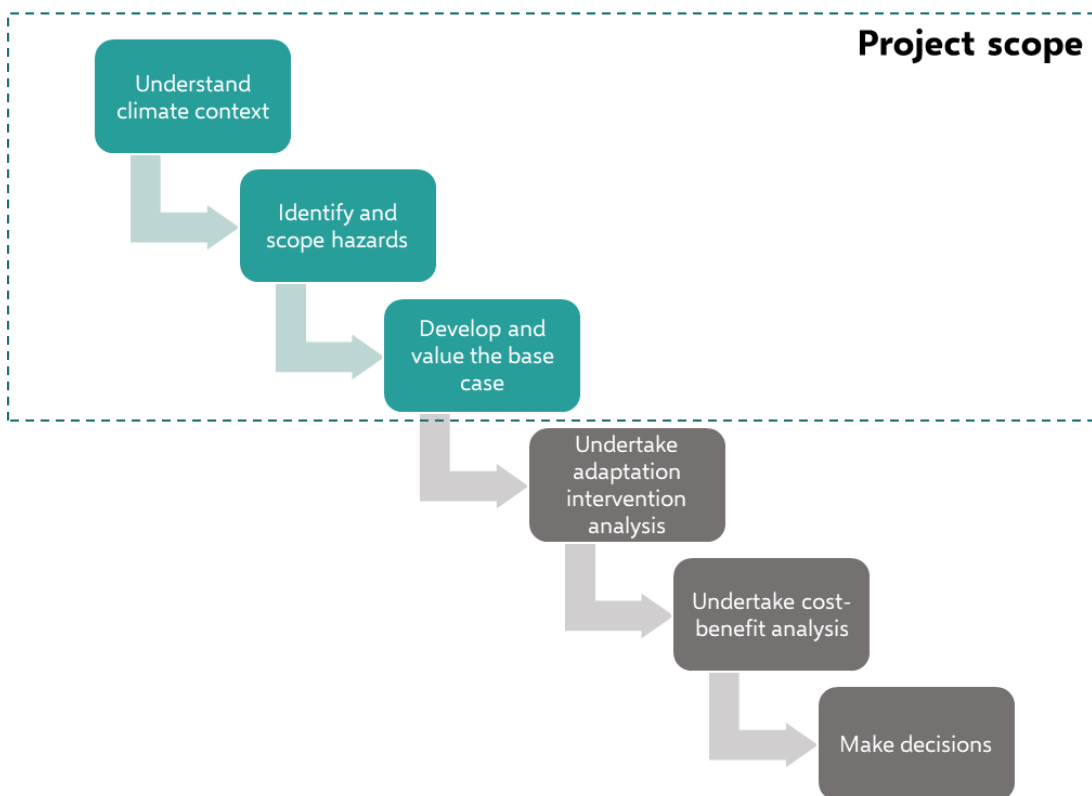 Project scope
Understand
climate context
Identify and
scope hazards
Develop and
value the base
case
Undertake
adaptation
intervention
analysis
Undertake cost-
benefit analysis
Make decisions